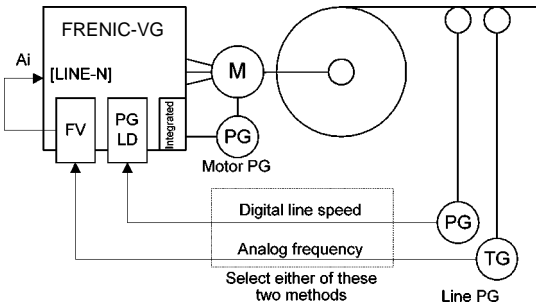 FRENIC-VG
Ai
[LINE-N]
M
FV
PG
LD
Integrated
PG
Motor PG
Digital line speed
PG
Analog frequency
TG
Select either of these
two methods
Line PG